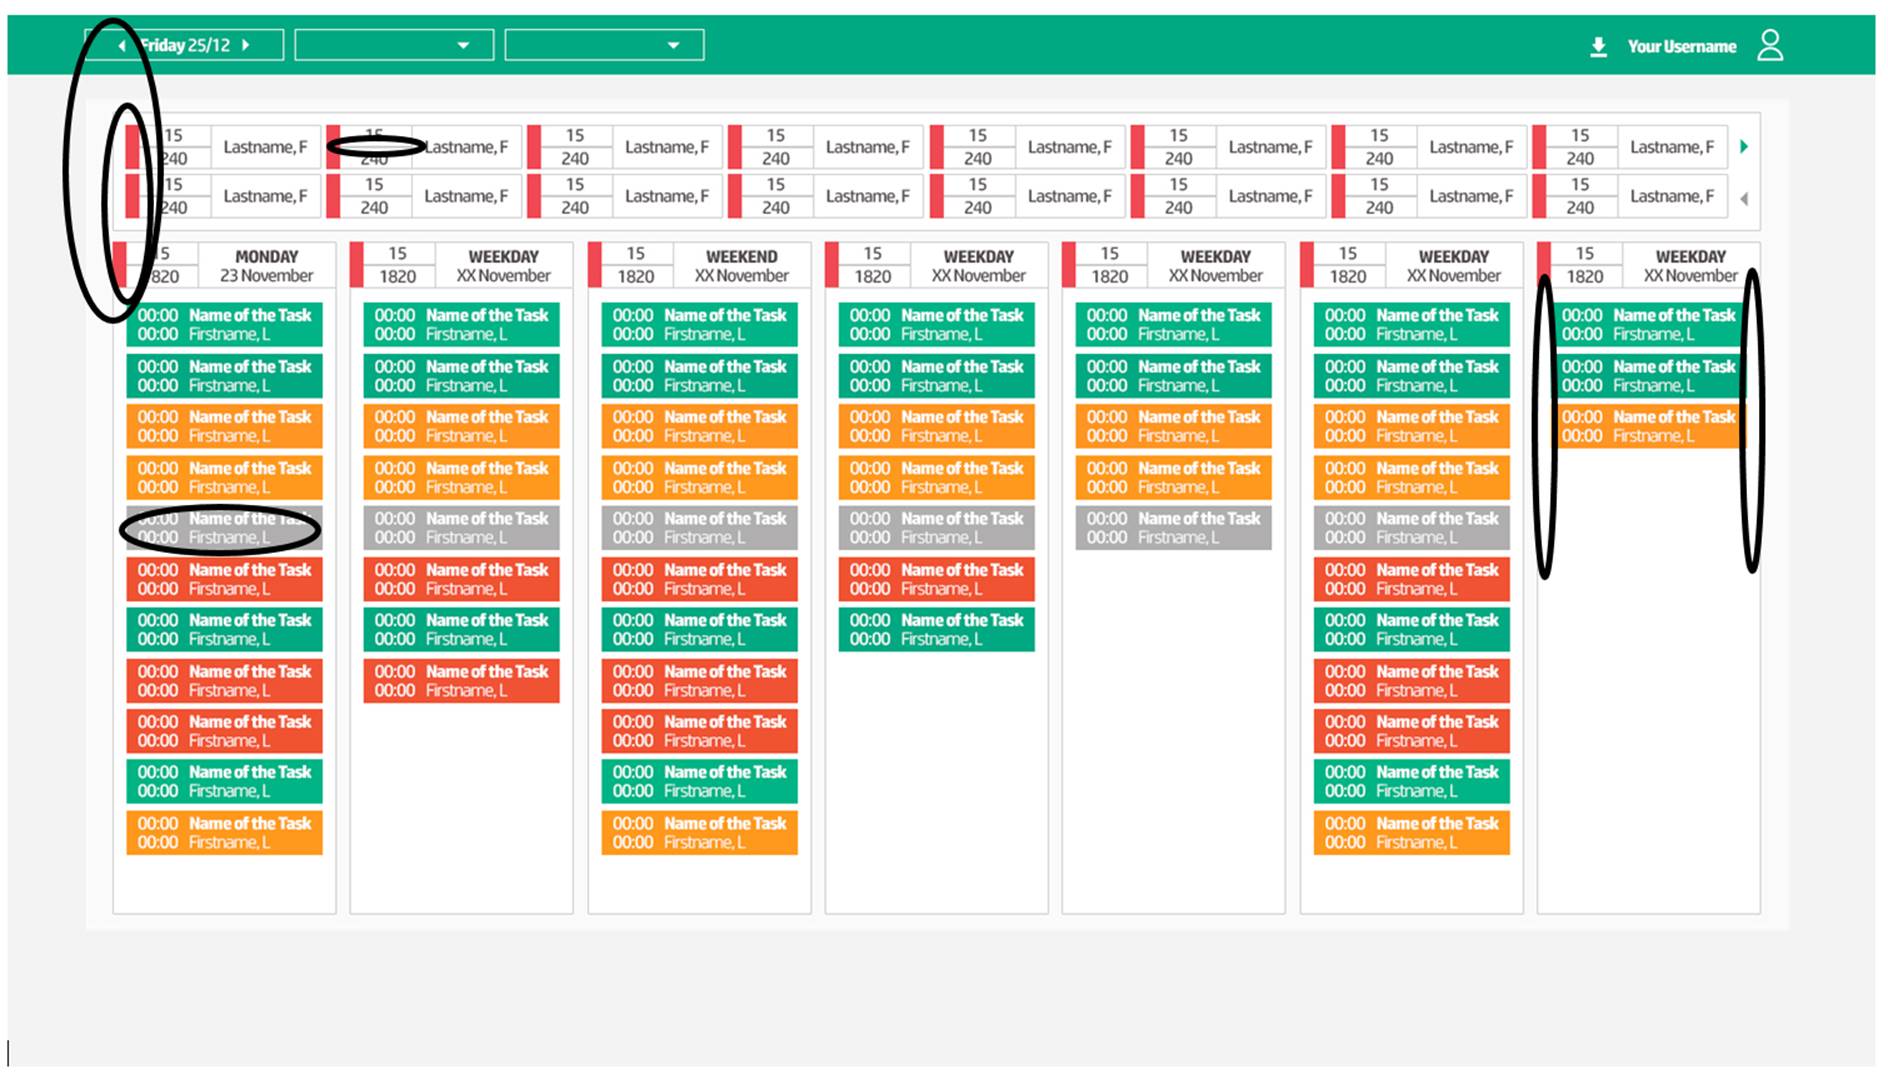 Friday 25/12 Your Username
15 15 15 15 15 15 15 15
Lastname, F Lastname, F Lastname, F Lastname, F Lastname, F Lastname, F Lastname, F Lastname, F
240 240 240 240 240 240 240 240
15 15 15 15 15 15 15 15
Lastname, F Lastname, F Lastname, F Lastname, F Lastname, F Lastname, F Lastname, F Lastname, F
240 240 240 240 240 240 240 240
15 MONDAY 15 WEEKDAY 15 WEEKEND 15 WEEKDAY 15 WEEKDAY 15 WEEKDAY 15 WEEKDAY
1820 23 November 1820 XX November 1820 XX November 1820 XX November 1820 XX November 1820 XX November 1820 XX November
00:00 Name of the Task 00:00 Name of the Task 00:00 Name of the Task 00:00 Name of the Task 00:00 Name of the Task 00:00 Name of the Task 00:00 Name of the Task
00:00 Firstname, L 00:00 Firstname, L 00:00 Firstname, L 00:00 Firstname, L 00:00 Firstname, L 00:00 Firstname, L 00:00 Firstname, L
00:00 Name of the Task 00:00 Name of the Task 00:00 Name of the Task 00:00 Name of the Task 00:00 Name of the Task 00:00 Name of the Task 00:00 Name of the Task
00:00 Firstname, L 00:00 Firstname, L 00:00 Firstname, L 00:00 Firstname, L 00:00 Firstname, L 00:00 Firstname, L 00:00 Firstname, L
00:00 Name of the Task 00:00 Name of the Task 00:00 Name of the Task 00:00 Name of the Task 00:00 Name of the Task 00:00 Name of the Task 00:00 Name of the Task
00:00 Firstname, L 00:00 Firstname, L 00:00 Firstname, L 00:00 Firstname, L 00:00 Firstname, L 00:00 Firstname, L 00:00 Firstname, L
00:00 Name of the Task 00:00 Name of the Task 00:00 Name of the Task 00:00 Name of the Task 00:00 Name of the Task 00:00 Name of the Task
00:00 Firstname, L 00:00 Firstname, L 00:00 Firstname, L 00:00 Firstname, L 00:00 Firstname, L 00:00 Firstname, L
00:00 Name of the Task 00:00 Name of the Task 00:00 Name of the Task 00:00 Name of the Task 00:00 Name of the Task 00:00 Name of the Task
00:00 Firstname, L 00:00 Firstname, L 00:00 Firstname, L 00:00 Firstname, L 00:00 Firstname, L 00:00 Firstname, L
00:00 Name of the Task 00:00 Name of the Task 00:00 Name of the Task 00:00 Name of the Task 00:00 Name of the Task
00:00 Firstname, L 00:00 Firstname, L 00:00 Firstname, L 00:00 Firstname, L 00:00 Firstname, L
00:00 Name of the Task 00:00 Name of the Task 00:00 Name of the Task 00:00 Name of the Task 00:00 Name of the Task
00:00 Firstname, L 00:00 Firstname, L 00:00 Firstname, L 00:00 Firstname, L 00:00 Firstname, L
00:00 Name of the Task 00:00 Name of the Task 00:00 Name of the Task 00:00 Name of the Task
00:00 Firstname, L 00:00 Firstname, L 00:00 Firstname, L 00:00 Firstname, L
00:00 Name of the Task 00:00 Name of the Task 00:00 Name of the Task
00:00 Firstname, L 00:00 Firstname, L 00:00 Firstname, L
00:00 Name of the Task 00:00 Name of the Task 00:00 Name of the Task
00:00 Firstname, L 00:00 Firstname, L 00:00 Firstname, L
00:00 Name of the Task 00:00 Name of the Task 00:00 Name of the Task
00:00 Firstname, L 00:00 Firstname, L 00:00 Firstname, L